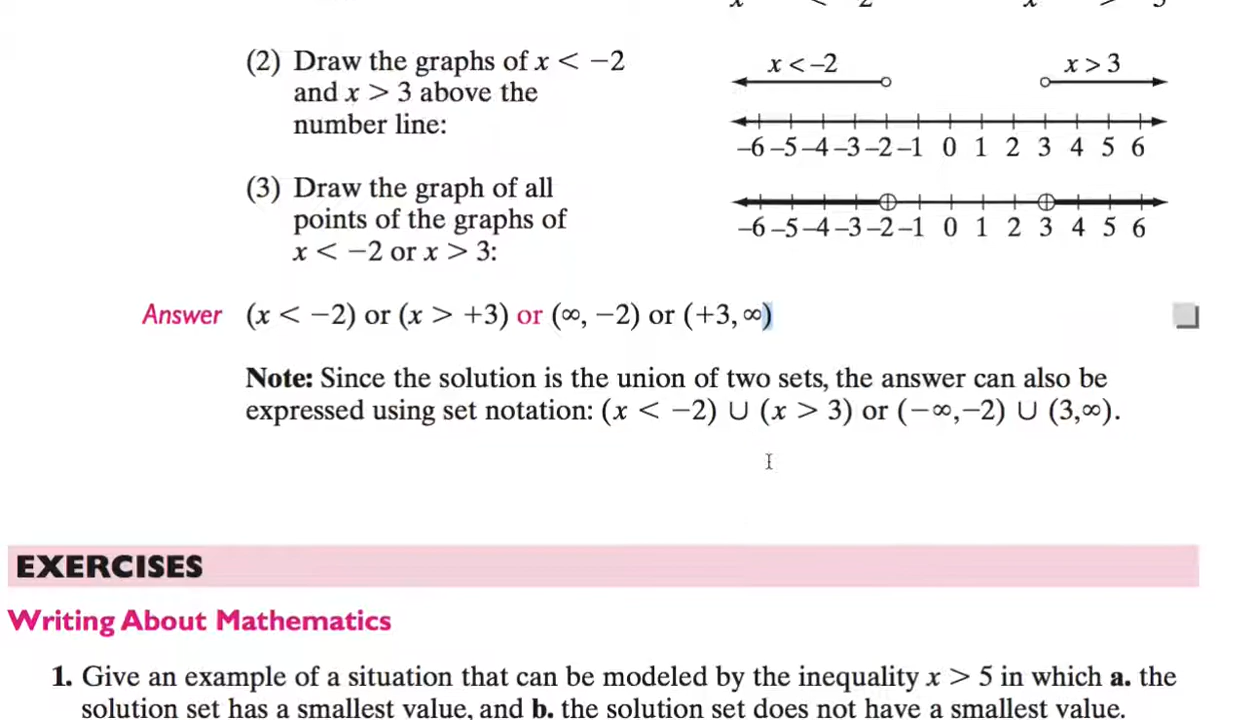 (2) Draw the graphs of x < −2
and x > 3 above the
number line:
x < –2
x > 3
–6 –5 –4 –3 –2 –1 0 1 2 3 4 5 6
(3) Draw the graph of all
points of the graphs of
x < −2 or x > 3:
–6 –5 –4 –3 –2 –1 0 1 2 3 4 5 6
Answer (x < −2) or (x > +3) or (∞, −2) or (+3, ∞)
Note: Since the solution is the union of two sets, the answer can also be
expressed using set notation: (x < −2) ∪ (x > 3) or (−∞,−2) ∪ (3,∞).
EXERCISES
Writing About Mathematics
1. Give an example of a situation that can be modeled by the inequality x > 5 in which a. the
solution set has a smallest value, and b. the solution set does not have a smallest value.